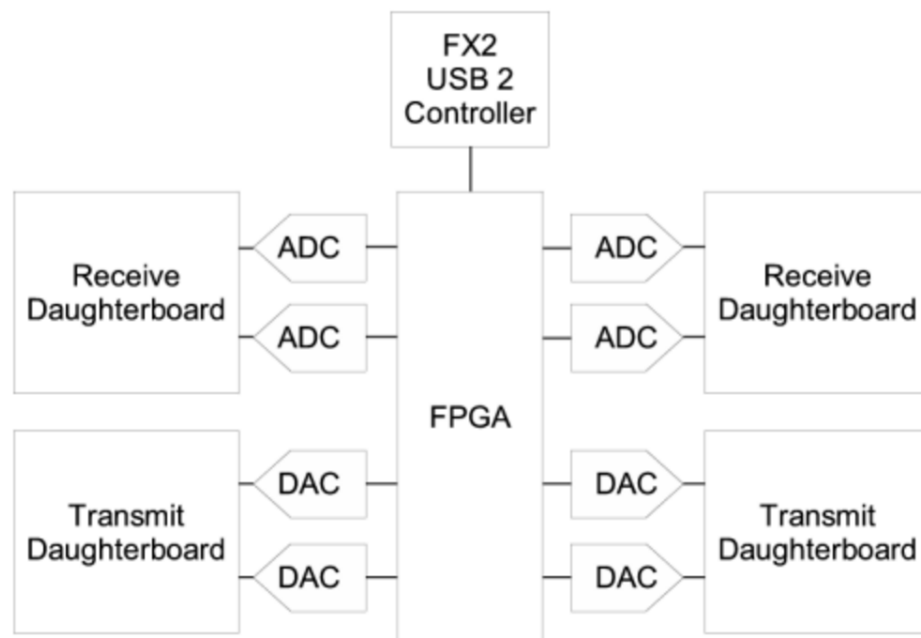 FX2
USB 2
Controller
Receive
Daughterboard
ADC
ADC
ADC
ADC
Receive
Daughterboard
FPGA
Transmit
Daughterboard
DAC
DAC
DAC
DAC
Transmit
Daughterboard